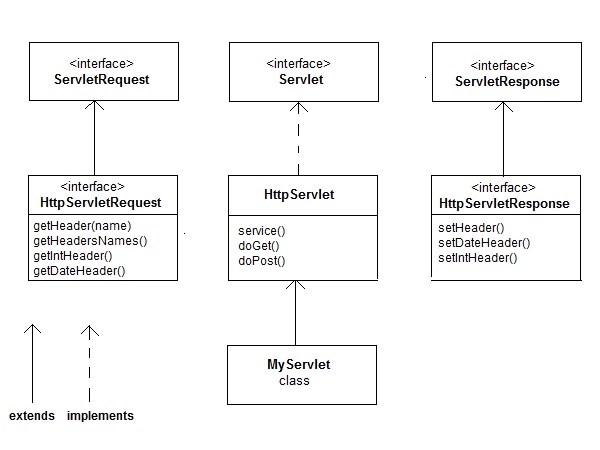 <interface>
ServletRequest
<interface>
Servlet
<interface>
ServletResponse
<interface>
HttpServletRequest
getHeader(name)
getHeadersNames()
getIntHeader()
getDateHeader()
HttpServlet
service()
doGet()
doPost()
<interface>
HttpServletResponse
setHeader()
setDateHeader()
setIntHeader()
MyServlet
class
extends
implements